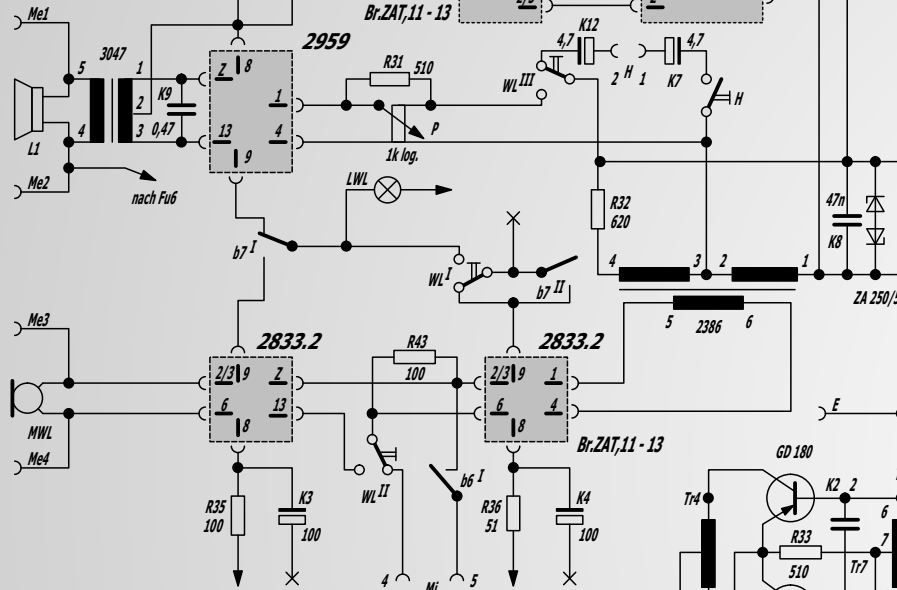 Me1
Br.ZAT,11 - 13
2/3
2959
3047
5
1
2
4
3
K9
0,47
L1
Me2
nach Fu6
Z
8
13
9
1
4
R31
510
P
1k log.
WL III
4,7
K12
2
H
1
4,7
K7
H
LWL
R32
620
47n
K8
b7 I
WL I
b7 II
4
3
2
1
5
2386
6
ZA 250/5
Me3
MWL
Me4
2833.2
2/3
9
Z
6
13
8
R43
100
WL II
b6 I
2833.2
2/3
9
1
6
4
8
Br.ZAT,11 - 13
E
R35
100
K3
100
R36
51
K4
100
4
Mi
5
GD 180
Tr4
K2
2
6
R33
510
7
Tr7